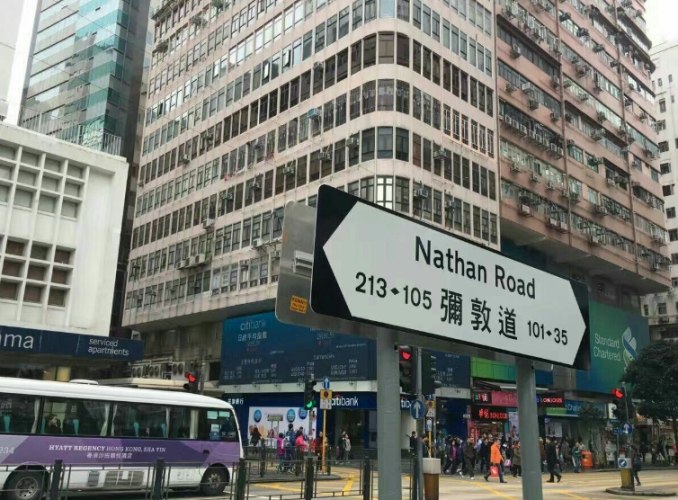 Nathan Road
213 105 彌敦道 101 35
citibank
Standard
Chartered
serviced
apartments
citibank
HYATT REGENCY HONG KONG, SHA TIN